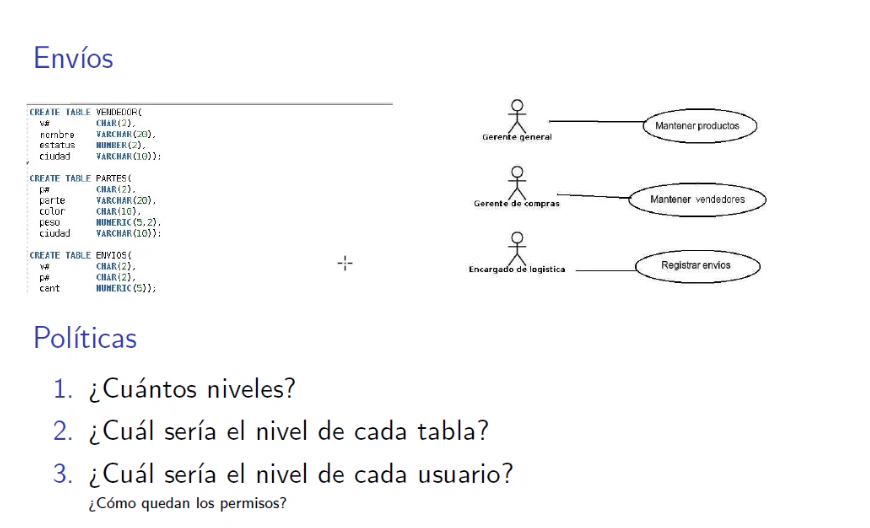 Envíos
CREATE TABLE VENDEDOR(
v# CHAR(2),
nombre VARCHAR(20),
estatus NUMBER(2),
ciudad VARCHAR(10));
CREATE TABLE PARTES(
p# CHAR(2),
parte VARCHAR(20),
color CHAR(10),
peso NUMERIC(5,2),
ciudad VARCHAR(10));
CREATE TABLE ENVIOS(
v# CHAR(2),
p# CHAR(2),
cant NUMERIC(5));
Gerente general
Mantener productos
Gerente de compras
Mantener vendedores
Encargado de logistica
Registrar envios
Políticas
1. ¿Cuántos niveles?
2. ¿Cuál sería el nivel de cada tabla?
3. ¿Cuál sería el nivel de cada usuario?
¿Cómo quedan los permisos?